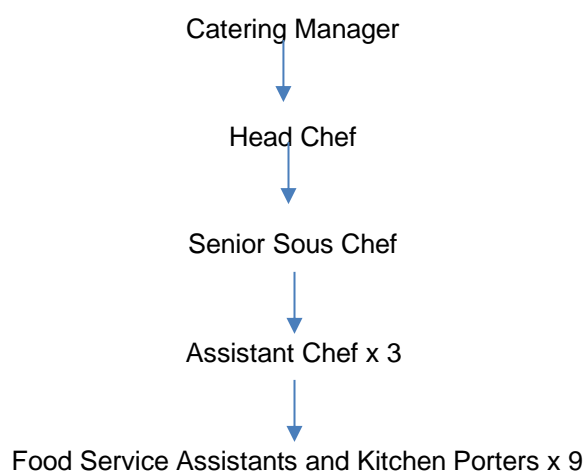 Catering Manager
Head Chef
Senior Sous Chef
Assistant Chef x 3
Food Service Assistants and Kitchen Porters x 9